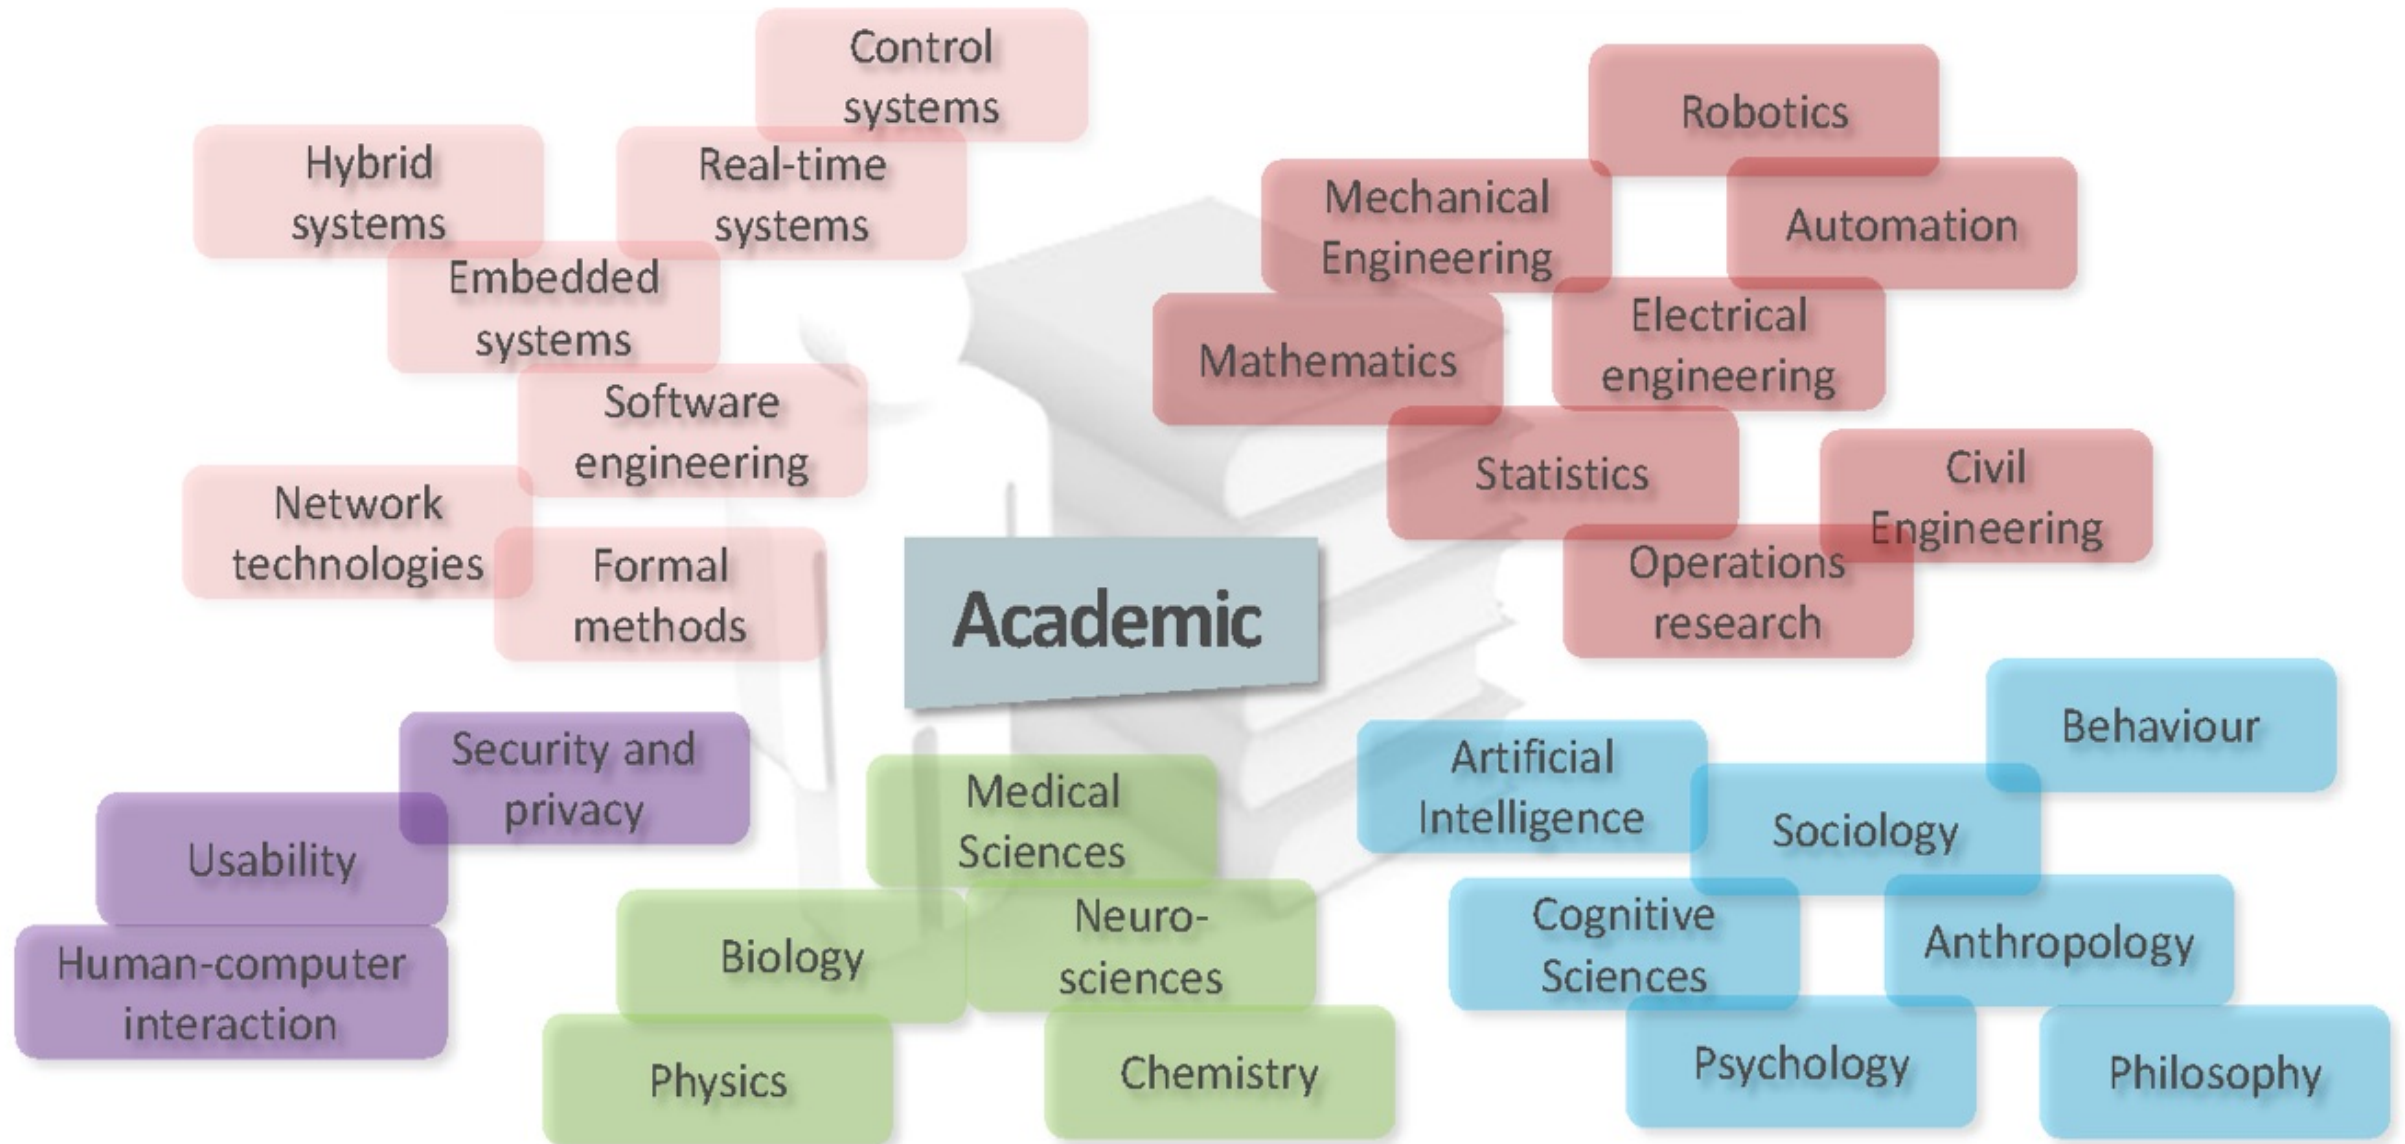 Control
systems
Hybrid
systems
Real-time
systems
Embedded
systems
Software
engineering
Network
technologies
Formal
methods
Robotics
Mechanical
Engineering
Automation
Mathematics
Electrical
engineering
Statistics
Civil
Engineering
Operations
research
Academic
Security and
privacy
Usability
Human-computer
interaction
Medical
Sciences
Biology
Neuro-
sciences
Physics
Chemistry
Behaviour
Artificial
Intelligence
Sociology
Cognitive
Sciences
Anthropology
Psychology
Philosophy